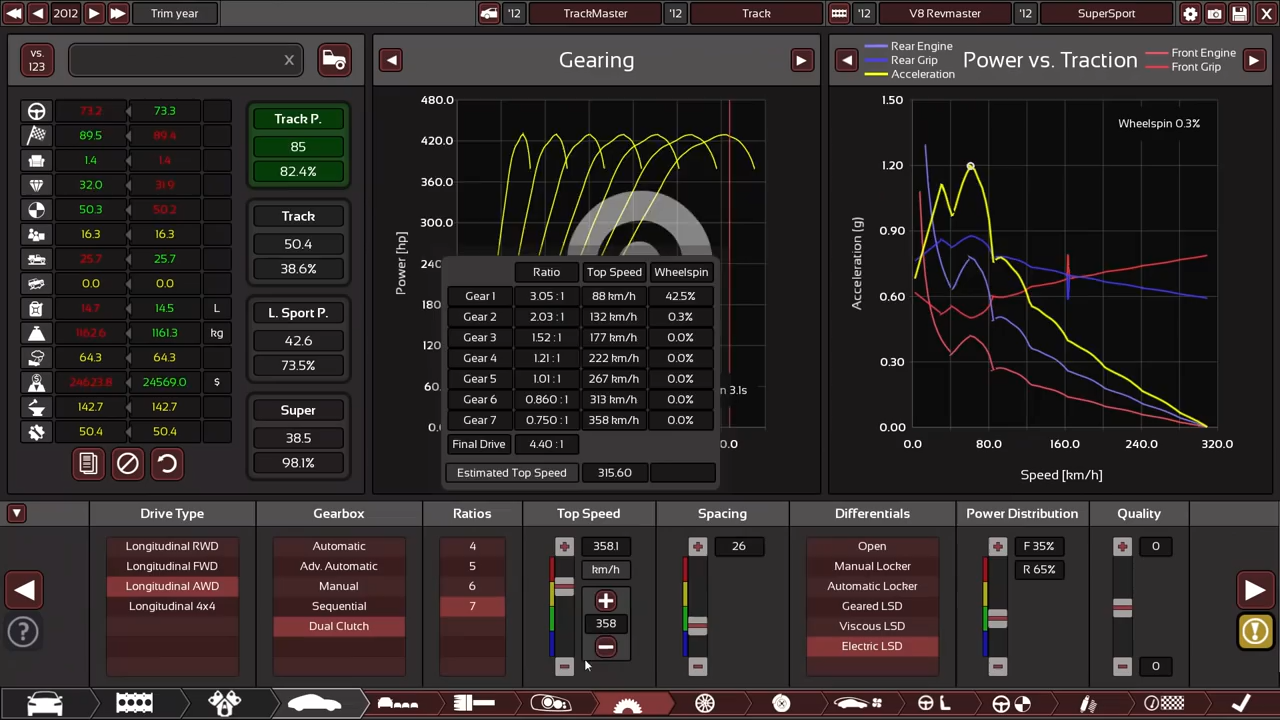 2012
Trim year
'12
TrackMaster
'12
Track
'12
V8 Revmaster
'12
SuperSport
vs.
123
x
73.2 73.3
89.5 89.4
1.4 1.4
32.0 31.9
50.3 50.2
16.3 16.3
25.7 25.7
0.0 0.0
14.7 14.5 L
1162.6 1161.3 kg
64.3 64.3
24623.8 24569.0 $
142.7 142.7
50.4 50.4
Track P.
85
82.4%
Track
50.4
38.6%
L. Sport P.
42.6
73.5%
Super
38.5
98.1%
Gearing
480.0
420.0
360.0
300.0
Power [hp]
240
180
120
60.
0.
0.0
n 3.1s
Ratio Top Speed Wheelspin
Gear 1 3.05 : 1 88 km/h 42.5%
Gear 2 2.03 : 1 132 km/h 0.3%
Gear 3 1.52 : 1 177 km/h 0.0%
Gear 4 1.21 : 1 222 km/h 0.0%
Gear 5 1.01 : 1 267 km/h 0.0%
Gear 6 0.860 : 1 313 km/h 0.0%
Gear 7 0.750 : 1 358 km/h 0.0%
Final Drive 4.40 : 1
Estimated Top Speed 315.60
Rear Engine
Rear Grip
Acceleration
Power vs. Traction
Front Engine
Front Grip
Wheelspin 0.3%
1.50
1.20
0.90
0.60
0.30
0.00
Acceleration [g]
0.0 80.0 160.0 240.0 320.0
Speed [km/h]
Drive Type
Longitudinal RWD
Longitudinal FWD
Longitudinal AWD
Longitudinal 4x4
Gearbox
Automatic
Adv. Automatic
Manual
Sequential
Dual Clutch
Ratios
4
5
6
7
Top Speed
358.1
km/h
358
Spacing
26
Differentials
Open
Manual Locker
Automatic Locker
Geared LSD
Viscous LSD
Electric LSD
Power Distribution
F 35%
R 65%
Quality
0
0
?